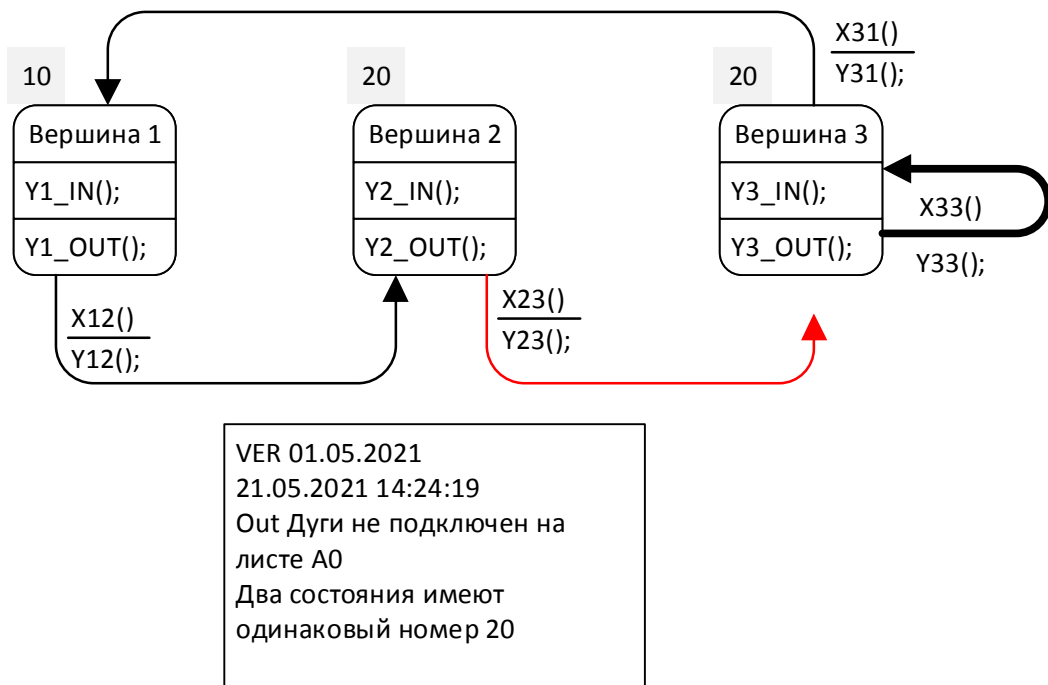 X31()
Y31();
10
20
20
Вершина 1
Y1_IN();
Y1_OUT();
Вершина 2
Y2_IN();
Y2_OUT();
Вершина 3
Y3_IN();
Y3_OUT();
X33()
Y33();
X12()
Y12();
X23()
Y23();
VER 01.05.2021
21.05.2021 14:24:19
Out Дуги не подключен на
листе A0
Два состояния имеют
одинаковый номер 20